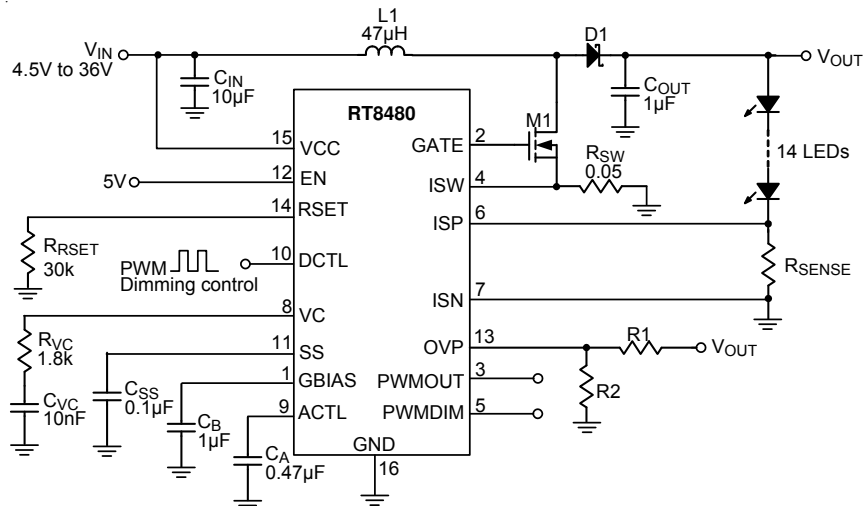 L1
47µH
D1
VIN
4.5V to 36V
VOUT
CIN
10µF
COUT
1µF
RT8480
M1
15
VCC
GATE
2
14 LEDs
5V
12
EN
ISW
4
RSW
0.05
14
RSET
ISP
6
RRSET
30k
PWM
Dimming control
10
DCTL
RSENSE
8
VC
ISN
7
RVC
1.8k
11
SS
OVP
13
R1
VOUT
CSS
0.1µF
1
GBIAS
PWMOUT
3
R2
CVC
10nF
CB
1µF
9
ACTL
PWMDIM
5
CA
0.47µF
GND
16